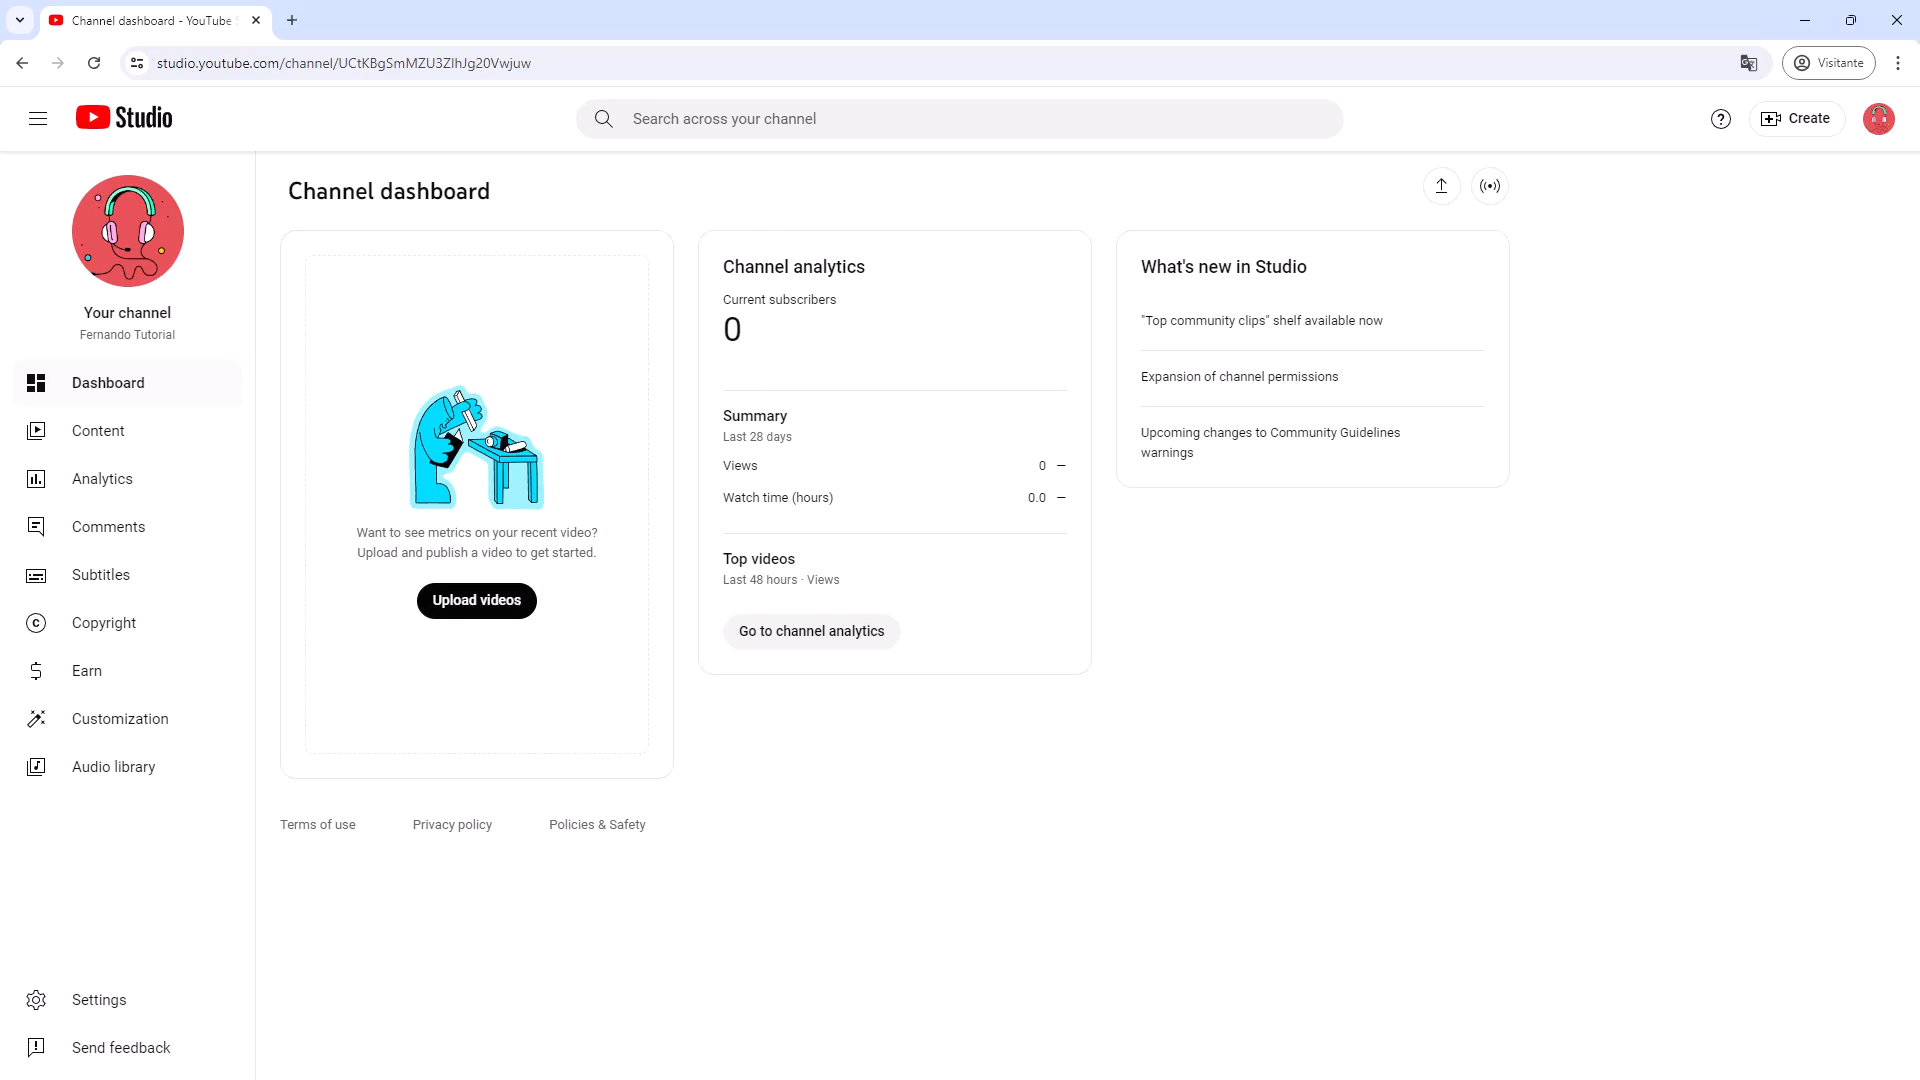 Channel dashboard - YouTube
studio.youtube.com/channel/UCtKBgSmMZU3ZIhJg20Vwjuw
Visitante
Studio
Search across your channel
Create
Your channel
Fernando Tutorial
Dashboard
Content
Analytics
Comments
Subtitles
Copyright
Earn
Customization
Audio library
Settings
Send feedback
Channel dashboard
Want to see metrics on your recent video?
Upload and publish a video to get started.
Upload videos
Channel analytics
Current subscribers
0
Summary
Last 28 days
Views 0 —
Watch time (hours) 0.0 —
Top videos
Last 48 hours · Views
Go to channel analytics
What's new in Studio
"Top community clips" shelf available now
Expansion of channel permissions
Upcoming changes to Community Guidelines
warnings
Terms of use Privacy policy Policies & Safety